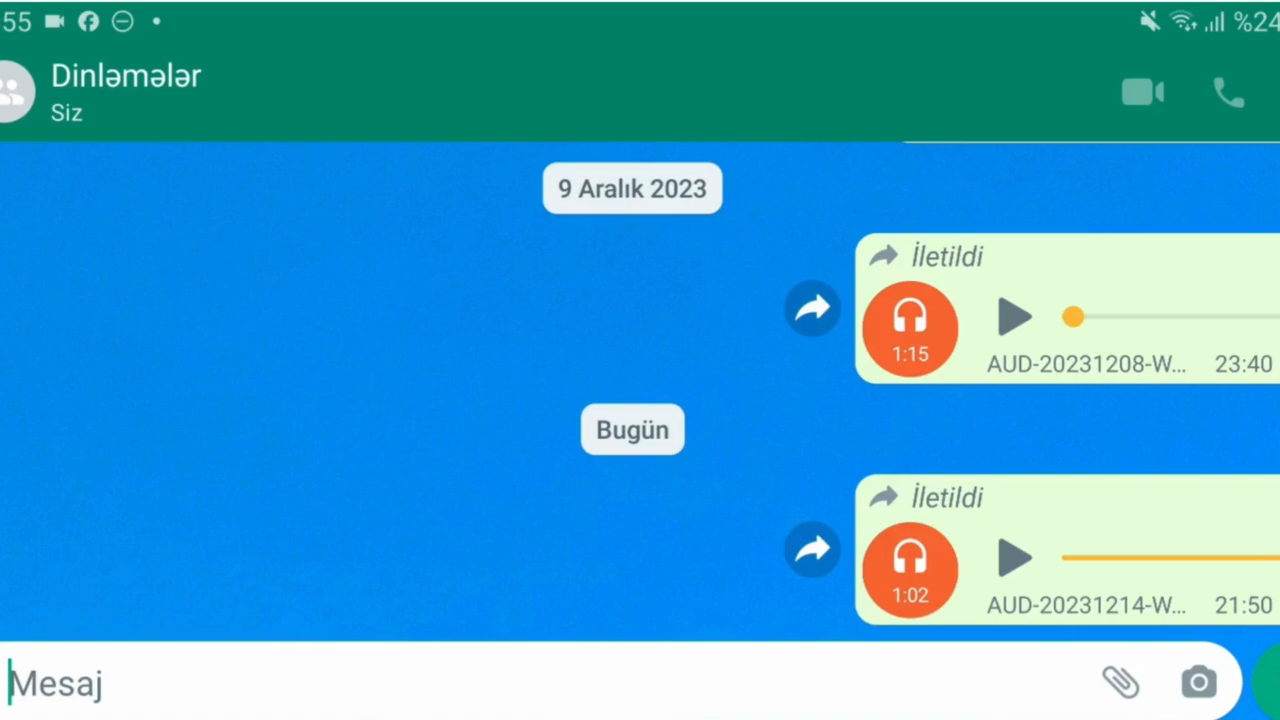 55
%24
Dinləmələr
Siz
9 Aralık 2023
İletildi
1:15
AUD-20231208-W... 23:40
Bugün
İletildi
1:02
AUD-20231214-W... 21:50
Mesaj